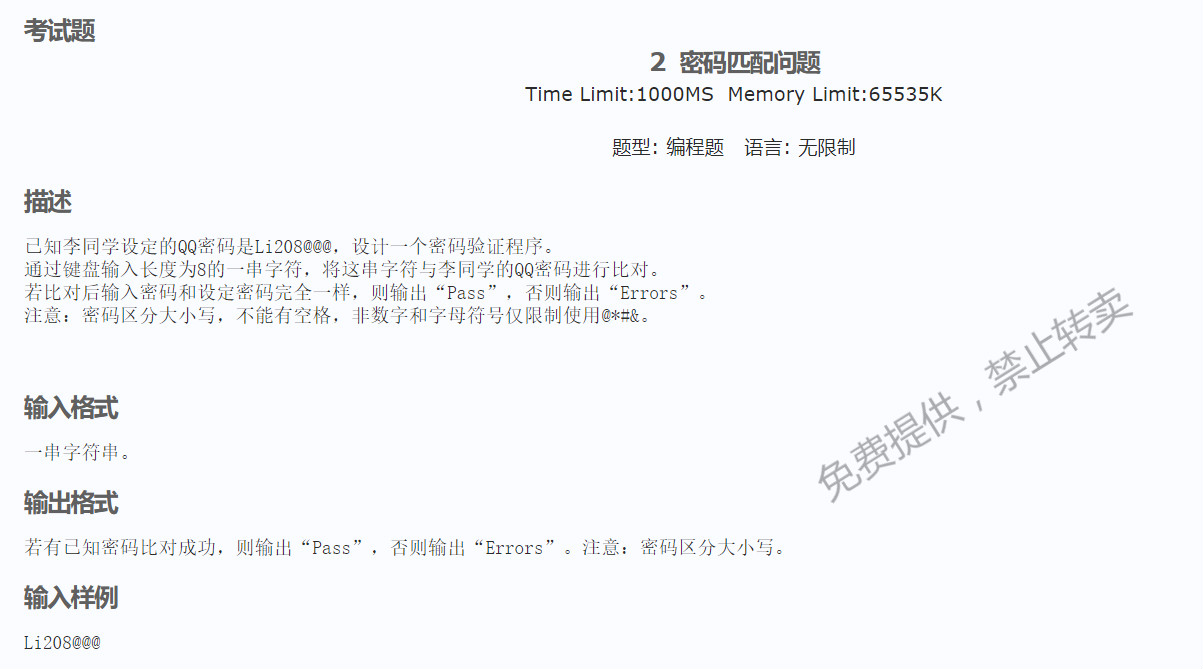 考试题
2 密码匹配问题
Time Limit:1000MS Memory Limit:65535K
题型: 编程题 语言: 无限制
描述
已知李同学设定的QQ密码是Li208@@@，设计一个密码验证程序。
通过键盘输入长度为8的一串字符，将这串字符与李同学的QQ密码进行比对。
若比对后输入密码和设定密码完全一样，则输出“Pass”，否则输出“Errors”。
注意：密码区分大小写，不能有空格，非数字和字母符号仅限制使用@*#&。
输入格式
一串字符串。
输出格式
若有已知密码比对成功，则输出“Pass”，否则输出“Errors”。注意：密码区分大小写。
输入样例
Li208@@@
免费提供，禁止转卖